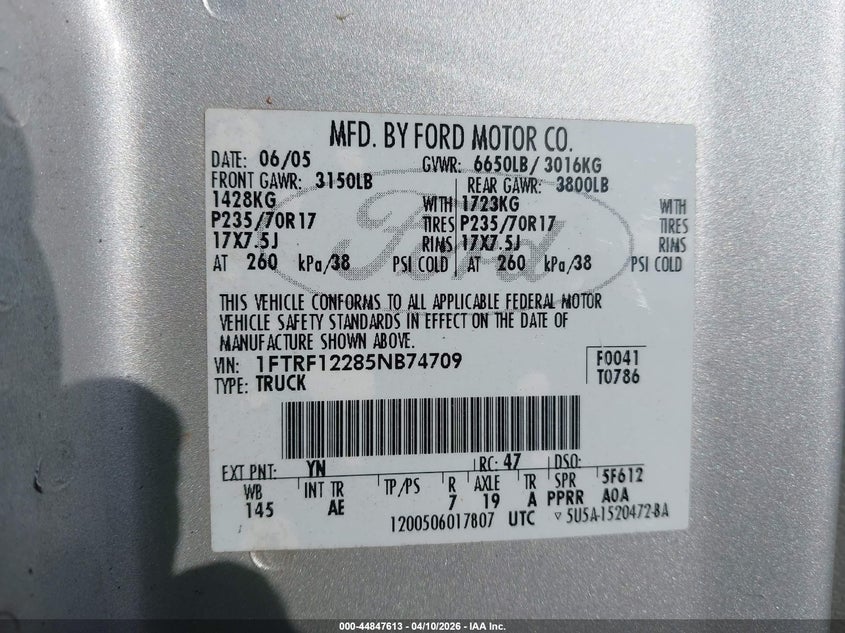 MFD. BY FORD MOTOR CO.
DATE: 06/05 GVWR: 6650LB/ 3016KG
FRONT GAWR: 3150LB REAR GAWR: 3800LB
1428KG WITH 1723KG WITH
P235/70R17 TIRES P235/70R17 TIRES
17X7.5J RIMS 17X7.5J RIMS
AT 260 kPa/38 PSI COLD AT 260 kPa/38 PSI COLD
Ford
THIS VEHICLE CONFORMS TO ALL APPLICABLE FEDERAL MOTOR
VEHICLE SAFETY STANDARDS IN EFFECT ON THE DATE OF
MANUFACTURE SHOWN ABOVE.
VIN: 1FTRF12285NB74709 F0041
TYPE: TRUCK T0786
EXT PNT: YN RC: 47 DSO:
WB INT TR TP/PS R AXLE TR SPR 5F612
145 AE 7 19 A PPRR AOA
1200506017807 UTC ▽ 5U5A-1520472-BA
000-44847613 - 04/10/2026 - IAA Inc.